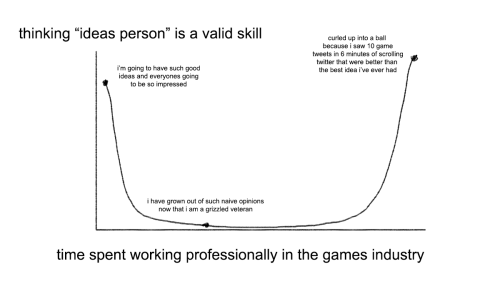 thinking “ideas person” is a valid skill
i'm going to have such good
ideas and everyones going
to be so impressed
curled up into a ball
because i saw 10 game
tweets in 6 minutes of scrolling
twitter that were better than
the best idea i've ever had
i have grown out of such naive opinions
now that i am a grizzled veteran
time spent working professionally in the games industry